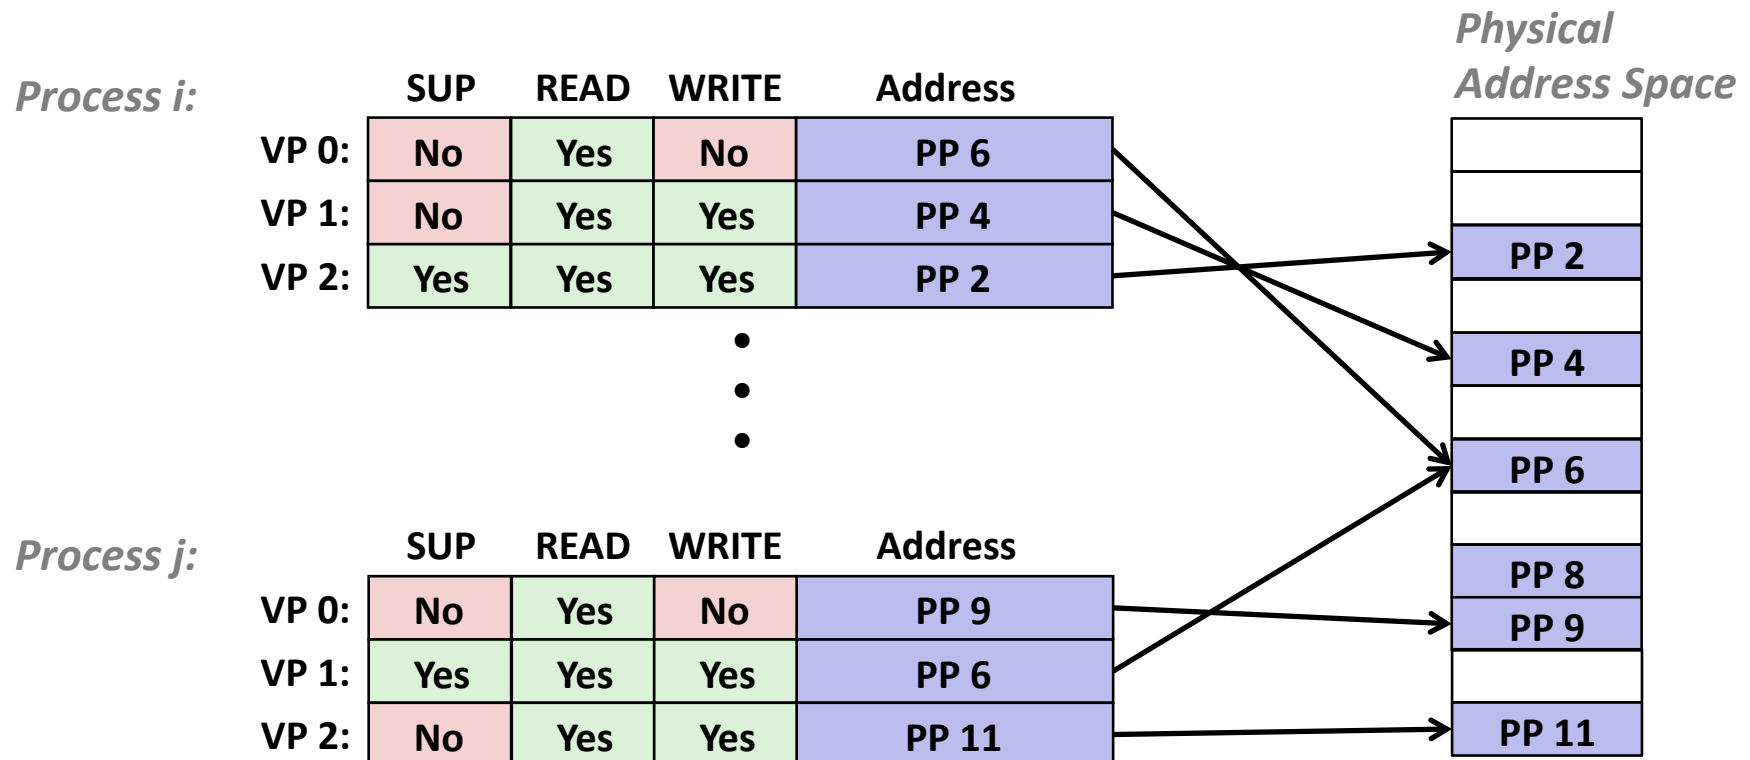 Physical
Address Space
Process i:
SUP READ WRITE Address
VP 0: No Yes No PP 6
VP 1: No Yes Yes PP 4
VP 2: Yes Yes Yes PP 2
PP 2
PP 4
PP 6
PP 8
PP 9
PP 11
Process j:
SUP READ WRITE Address
VP 0: No Yes No PP 9
VP 1: Yes Yes Yes PP 6
VP 2: No Yes Yes PP 11